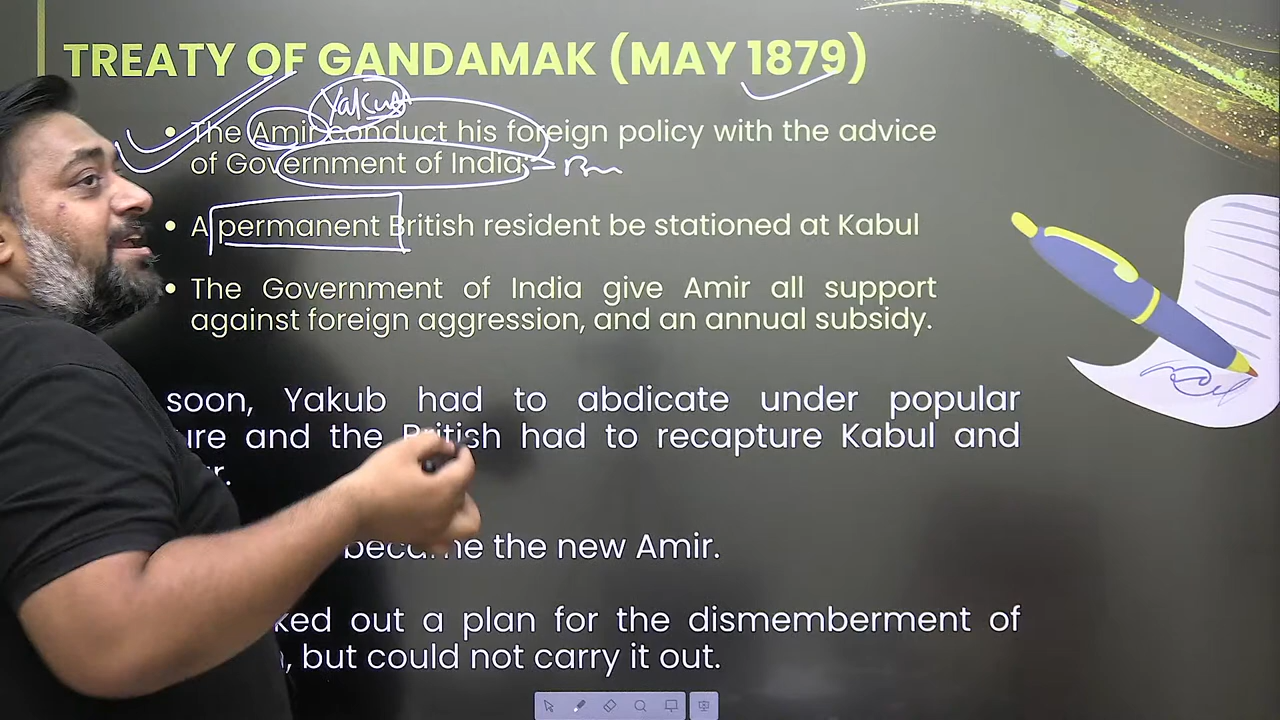 TREATY OF GANDAMAK (MAY 1879)
Yakub
• The Amir conduct his foreign policy with the advice
of Government of India;
• A permanent British resident be stationed at Kabul
• The Government of India give Amir all support
against foreign aggression, and an annual subsidy.
soon, Yakub had to abdicate under popular
ure and the British had to recapture Kabul and
r.
became the new Amir.
ked out a plan for the dismemberment of
, but could not carry it out.